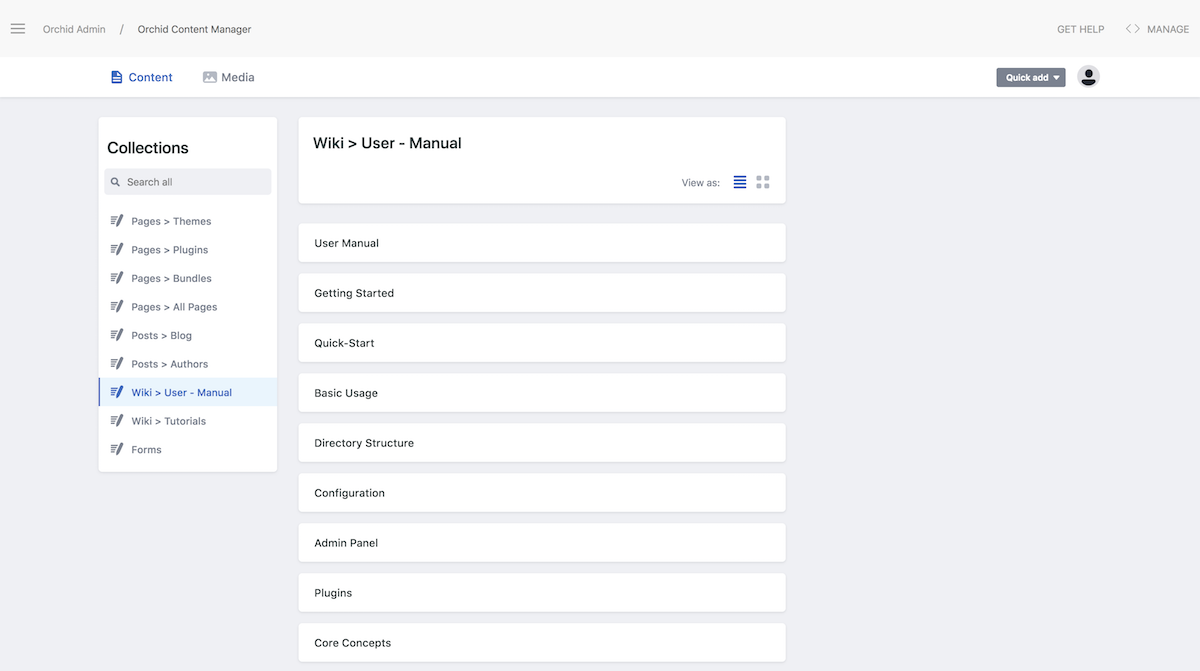 Orchid Admin / Orchid Content Manager
GET HELP
MANAGE
Content
Media
Quick add
Collections
Search all
Pages > Themes
Pages > Plugins
Pages > Bundles
Pages > All Pages
Posts > Blog
Posts > Authors
Wiki > User - Manual
Wiki > Tutorials
Forms
Wiki > User - Manual
View as:
User Manual
Getting Started
Quick-Start
Basic Usage
Directory Structure
Configuration
Admin Panel
Plugins
Core Concepts